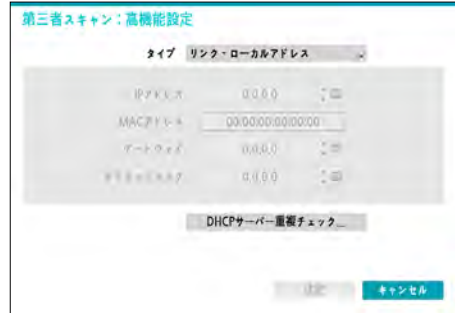 第三者スキャン：高機能設定
タイプ リンク・ローカルアドレス
IPアドレス 0.0.0.0
MACアドレス 00:00:00:00:00:00
ゲートウェイ 0.0.0.0
0.0.0.0
DHCPサーバー重複チェック...
決定 キャンセル